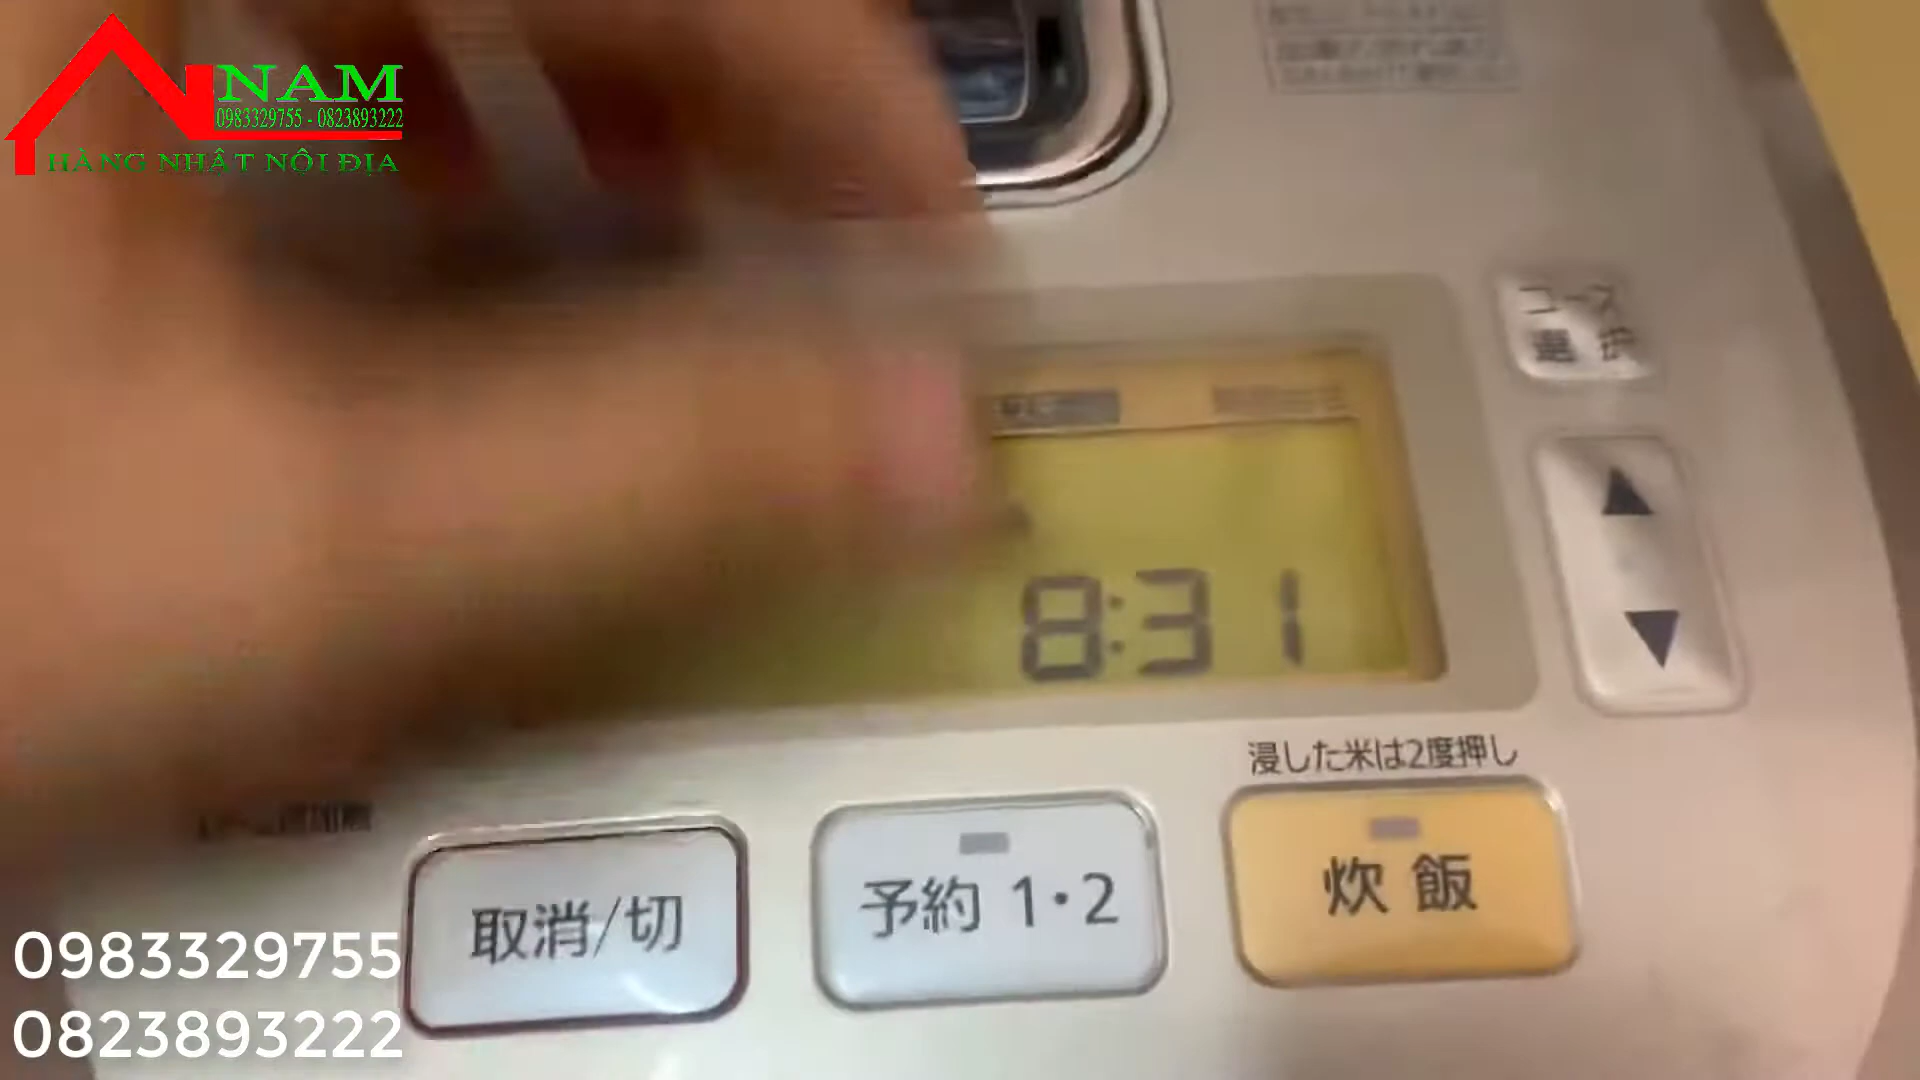 NAM
0983329755 - 0823893222
HÀNG NHẬT NỘI ĐỊA
コース
選択
8:31
浸した米は2度押し
取消/切
予約 1・2
炊飯
0983329755
0823893222